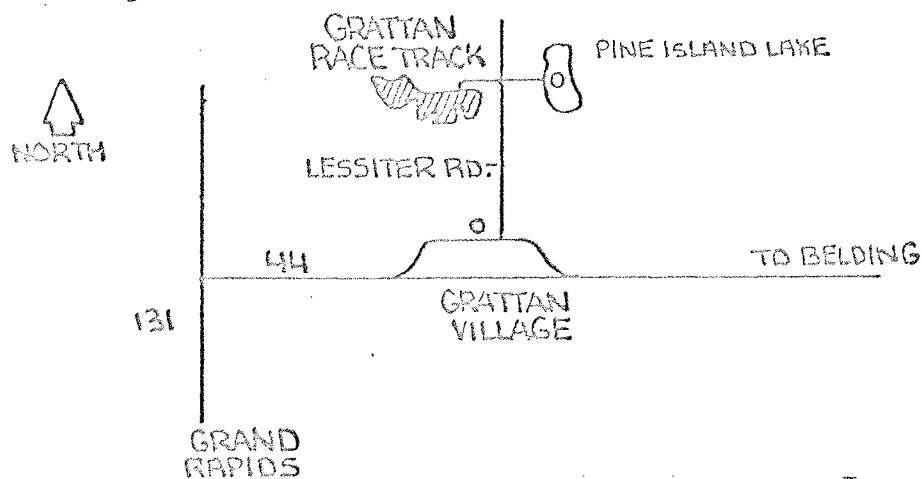 GRATTAN
RACE TRACK
PINE ISLAND LAKE
NORTH
LESSITER RD.
44
TO BELDING
GRATTAN
VILLAGE
131
GRAND
RAPIDS